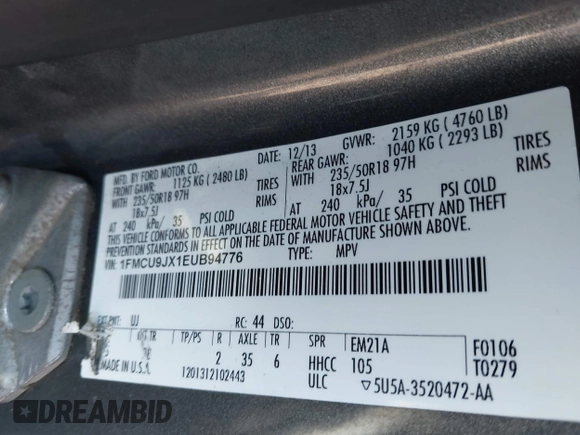 MFD. BY FORD MOTOR CO.
DATE: 12/13 GVWR: 2159 KG ( 4760 LB)
FRONT GAWR: 1125 KG ( 2480 LB) REAR GAWR: 1040 KG ( 2293 LB)
WITH 235/50R18 97H TIRES WITH 235/50R18 97H TIRES
18x7.5J RIMS 18x7.5J RIMS
AT 240 kPa/ 35 PSI COLD AT 240 kPa/ 35 PSI COLD
THIS VEHICLE CONFORMS TO ALL APPLICABLE FEDERAL MOTOR VEHICLE SAFETY AND THEFT
PREVENTION STANDARDS IN EFFECT ON THE DATE OF MANUFACTURE SHOWN ABOVE.
VIN: 1FMCU9JX1EUB94776 TYPE: MPV
EXT PNT: UJ RC: 44 DSO:
INT TR TP/PS R AXLE TR SPR EM21A F0106
2 35 6 HHCC 105 T0279
MADE IN U.S.A. 1201312102443 ULC ▽5U5A-3520472-AA
DREAMBID